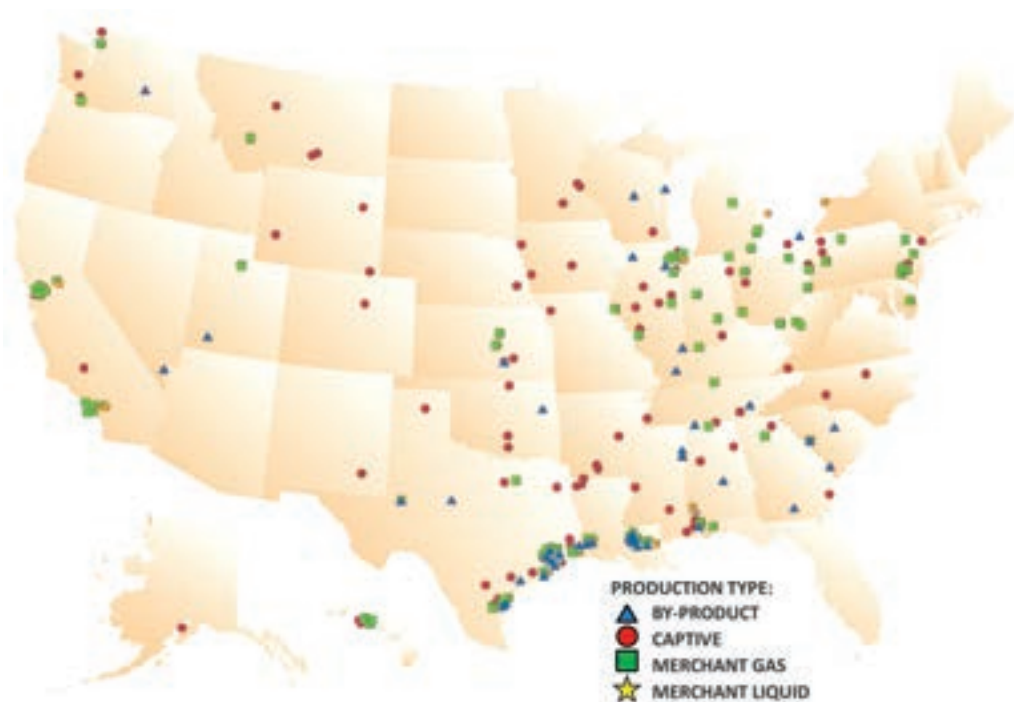 PRODUCTION TYPE:
BY-PRODUCT
CAPTIVE
MERCHANT GAS
MERCHANT LIQUID